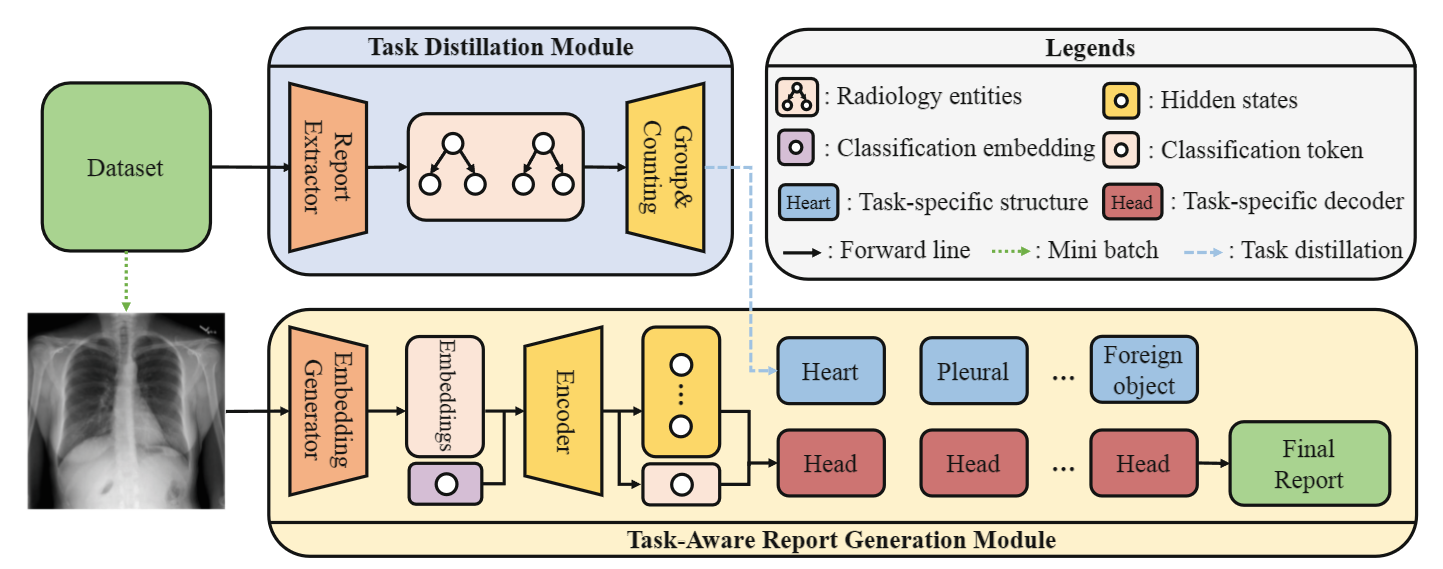 Task Distillation Module
Dataset
Report
Extractor
Group&
Counting
Legends
: Radiology entities
: Hidden states
: Classification embedding
: Classification token
Heart : Task-specific structure
Head : Task-specific decoder
: Forward line
: Mini batch
: Task distillation
Embedding
Generator
Embeddings
Encoder
Heart
Pleural
...
Foreign
object
Head
Head
...
Head
Final
Report
Task-Aware Report Generation Module